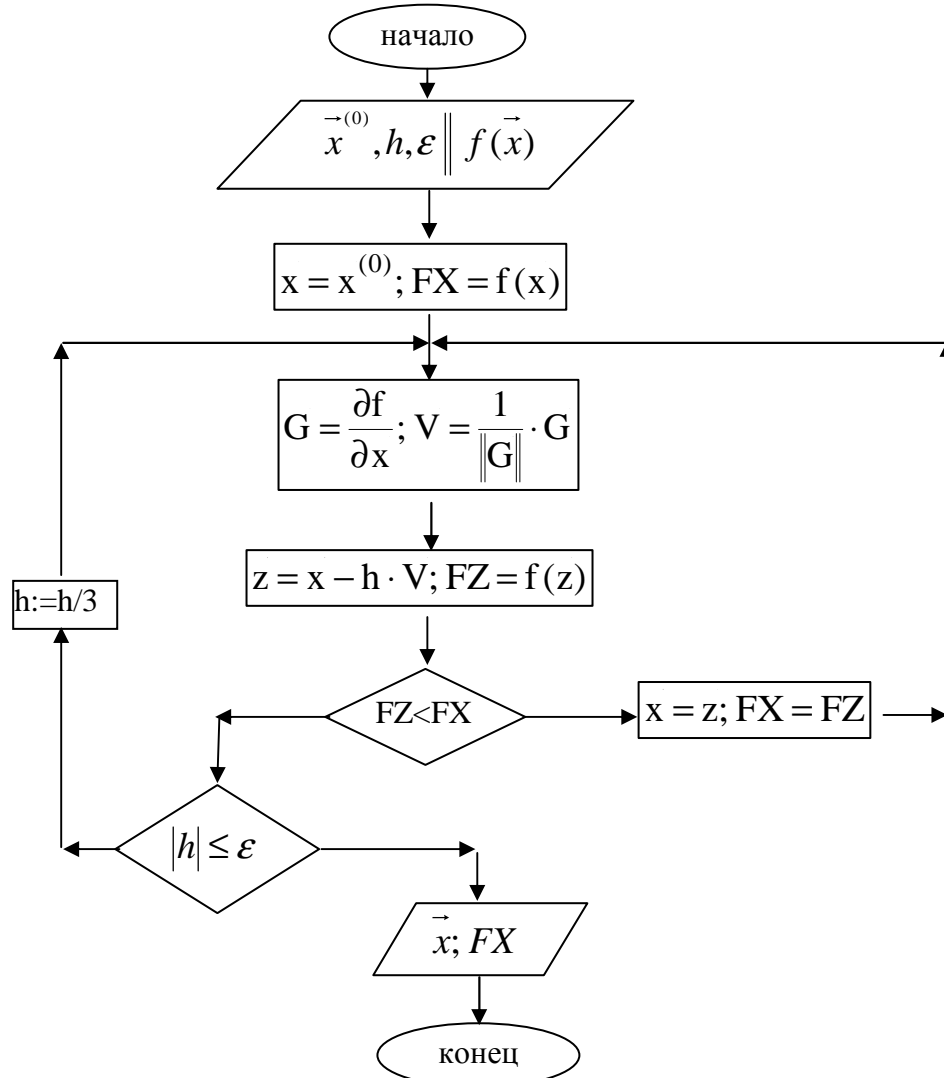 начало
x⃗⁽⁰⁾, h, ε ‖ f(x⃗)
x = x⁽⁰⁾; FX = f(x)
G = ∂f/∂x; V = 1/‖G‖ · G
z = x − h · V; FZ = f(z)
h:=h/3
FZ<FX
x = z; FX = FZ
|h| ≤ ε
x⃗; FX
конец